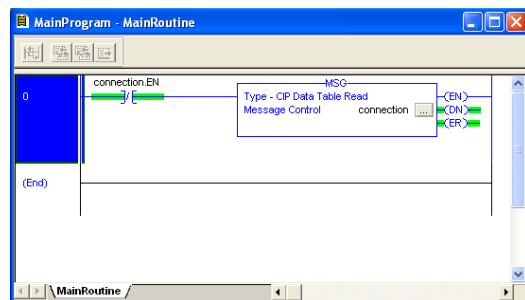 MainProgram - MainRoutine
connection.EN
MSG
0
Type - CIP Data Table Read
Message Control connection ...
(EN)
(DN)
(ER)
(End)
MainRoutine